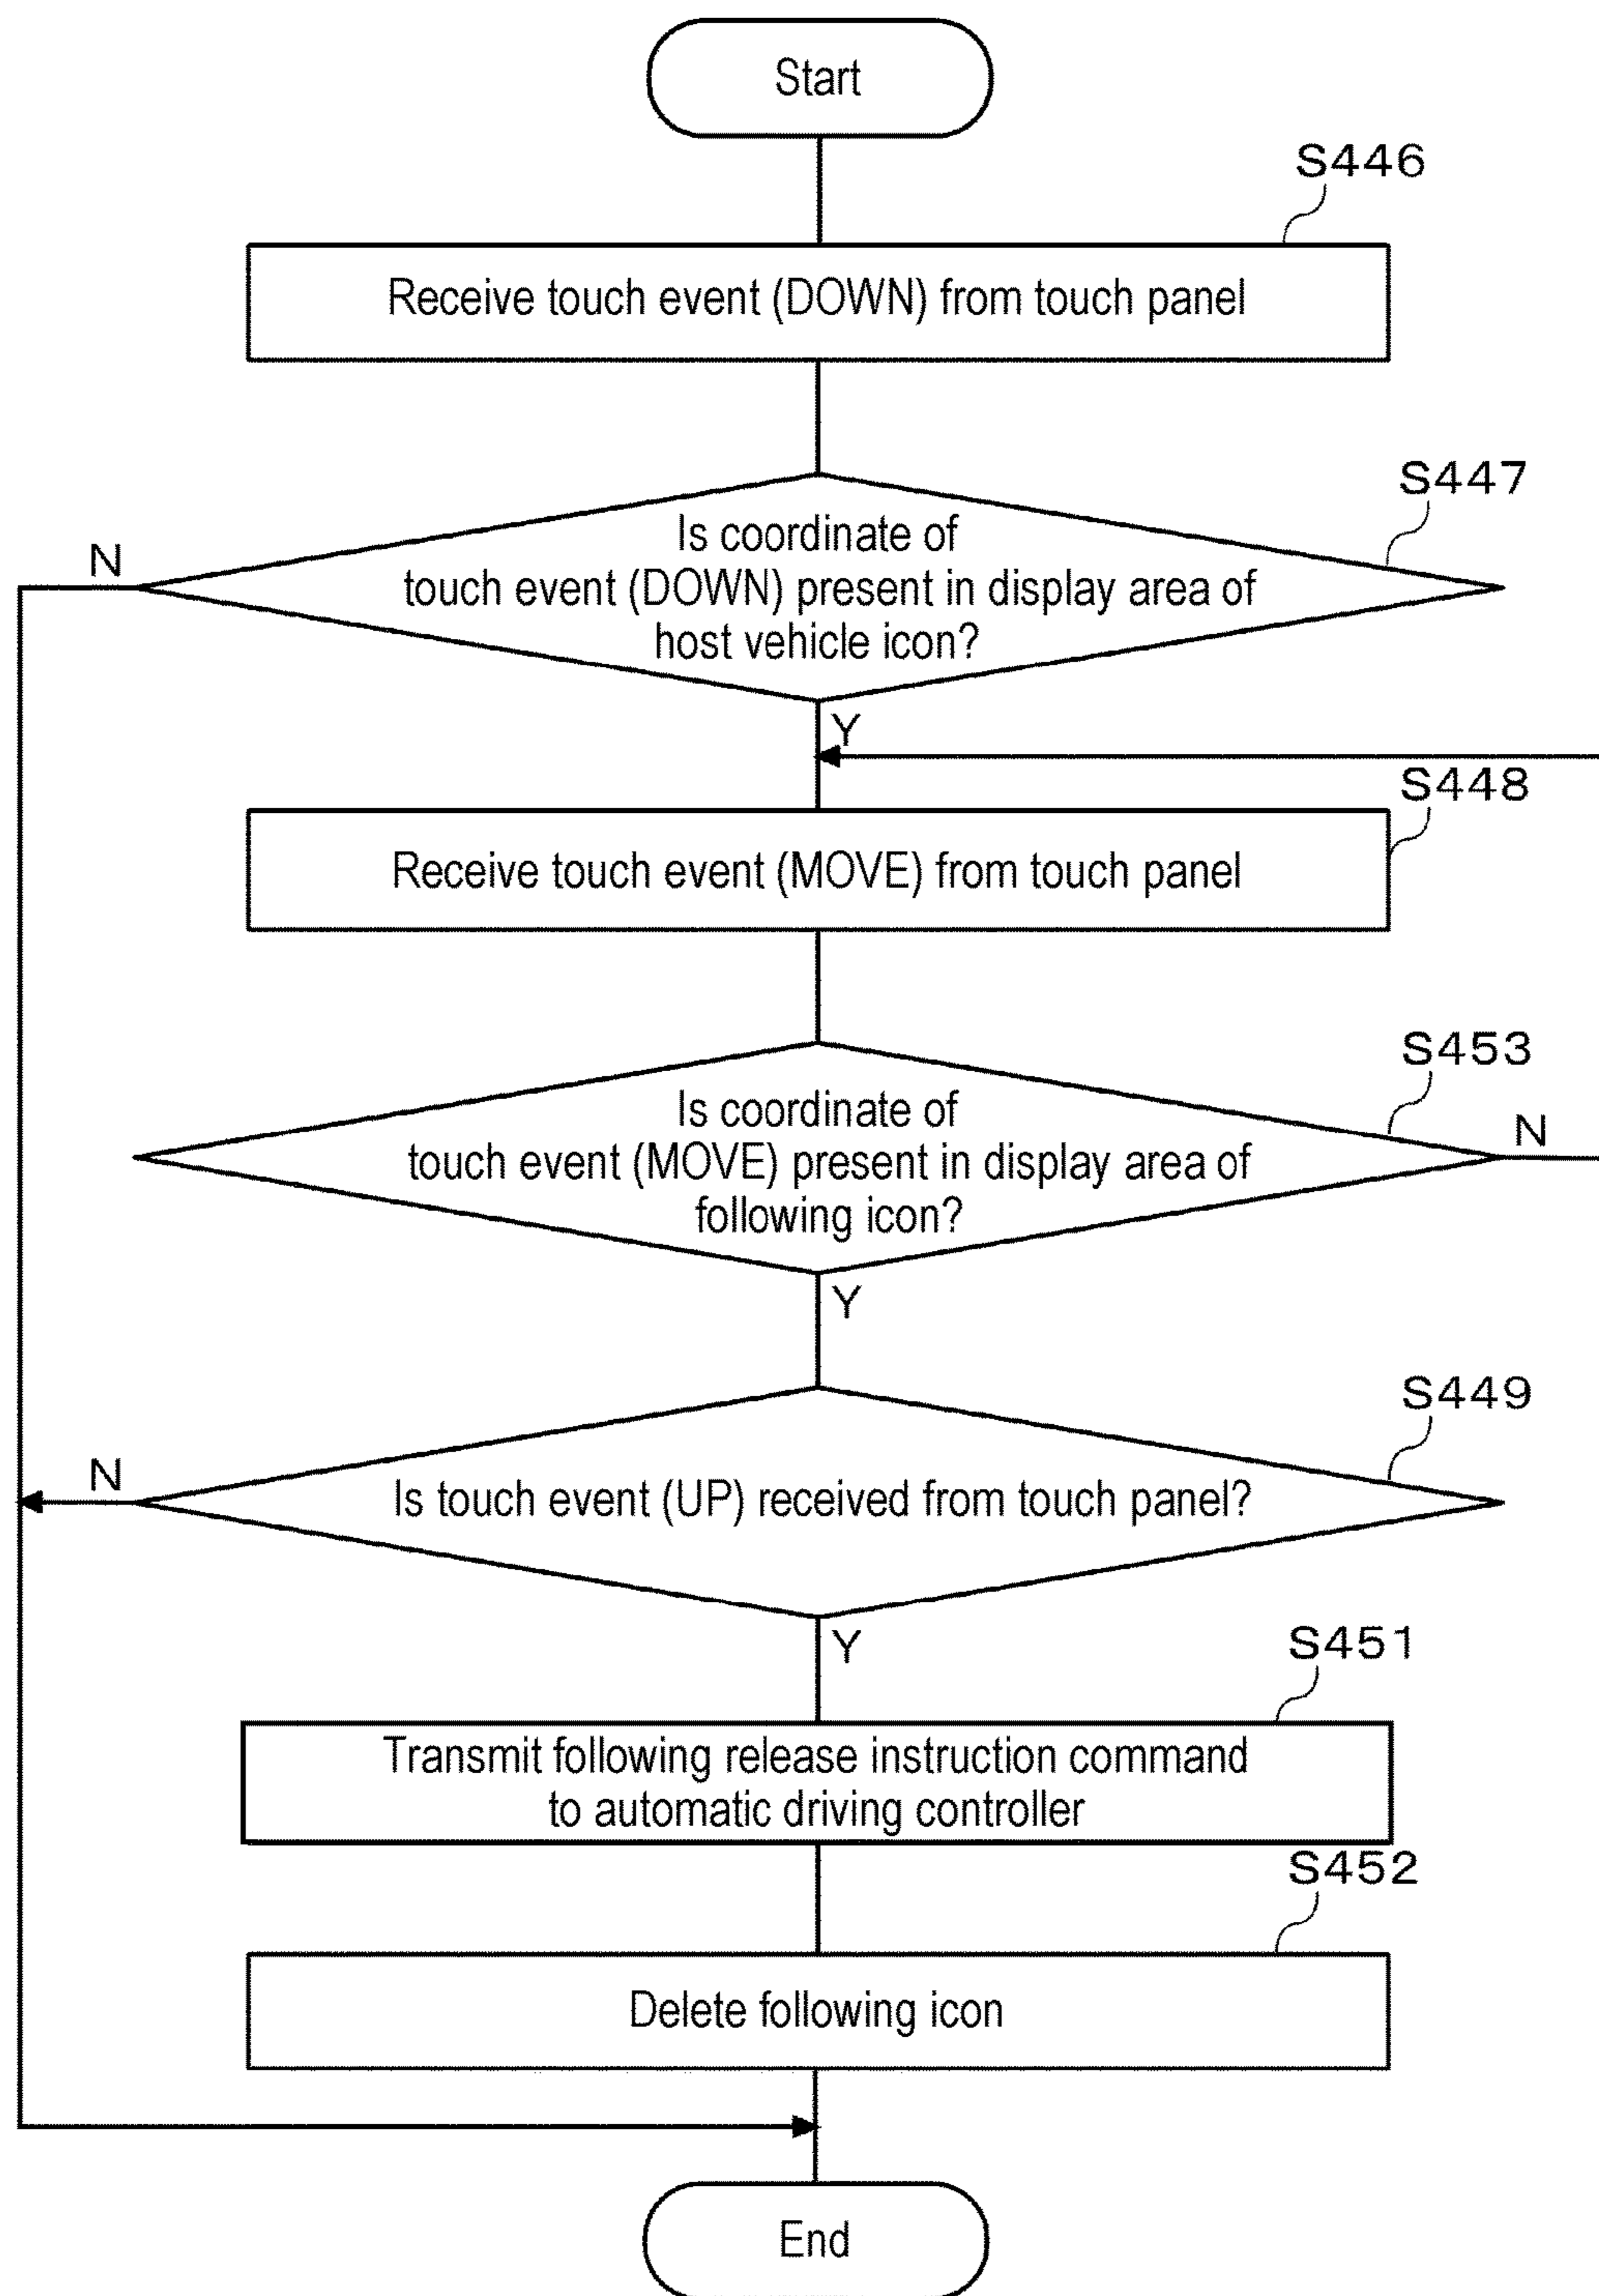 Start
S446
Receive touch event (DOWN) from touch panel
S447
N
Is coordinate of
touch event (DOWN) present in display area of
host vehicle icon?
Y
S448
Receive touch event (MOVE) from touch panel
S453
Is coordinate of
touch event (MOVE) present in display area of
following icon?
N
Y
S449
N
Is touch event (UP) received from touch panel?
Y
S451
Transmit following release instruction command
to automatic driving controller
S452
Delete following icon
End